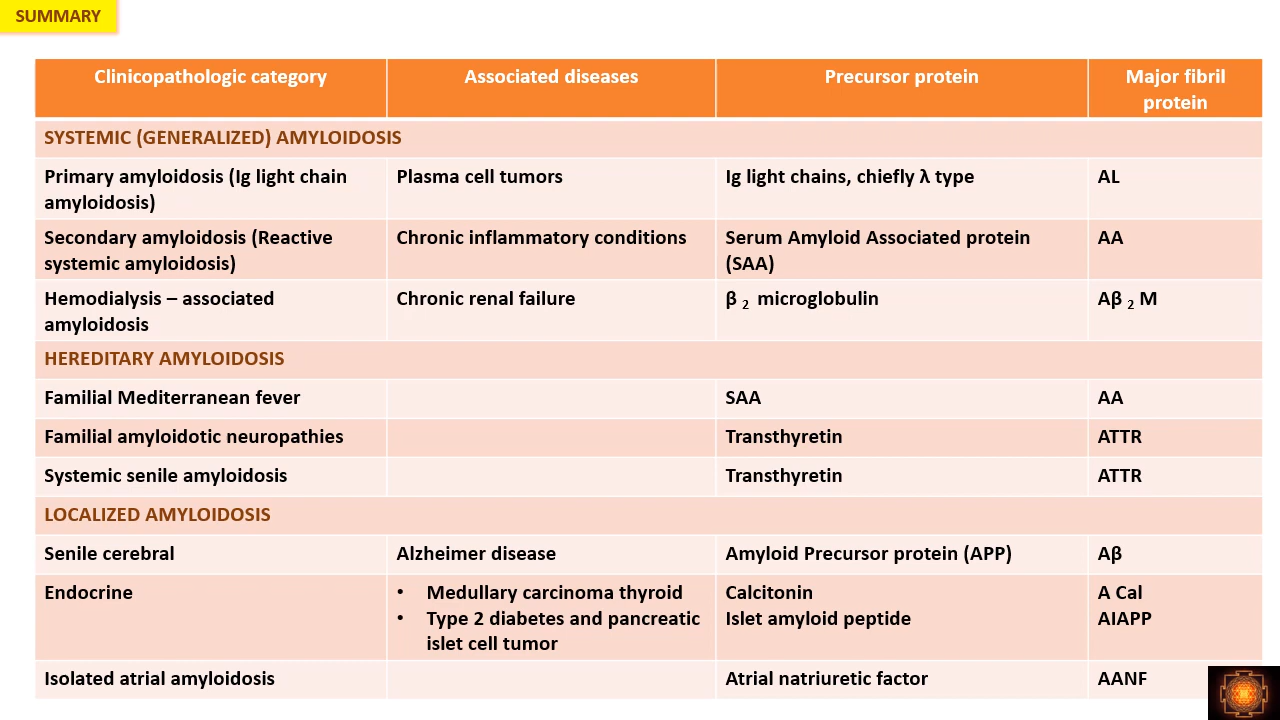 SUMMARY
Clinicopathologic category
Associated diseases
Precursor protein
Major fibril
protein
SYSTEMIC (GENERALIZED) AMYLOIDOSIS
Primary amyloidosis (Ig light chain
amyloidosis)
Plasma cell tumors
Ig light chains, chiefly λ type
AL
Secondary amyloidosis (Reactive
systemic amyloidosis)
Chronic inflammatory conditions
Serum Amyloid Associated protein
(SAA)
AA
Hemodialysis – associated
amyloidosis
Chronic renal failure
β 2 microglobulin
Aβ 2 M
HEREDITARY AMYLOIDOSIS
Familial Mediterranean fever
SAA
AA
Familial amyloidotic neuropathies
Transthyretin
ATTR
Systemic senile amyloidosis
Transthyretin
ATTR
LOCALIZED AMYLOIDOSIS
Senile cerebral
Alzheimer disease
Amyloid Precursor protein (APP)
Aβ
Endocrine
• Medullary carcinoma thyroid
• Type 2 diabetes and pancreatic
islet cell tumor
Calcitonin
Islet amyloid peptide
A Cal
AIAPP
Isolated atrial amyloidosis
Atrial natriuretic factor
AANF